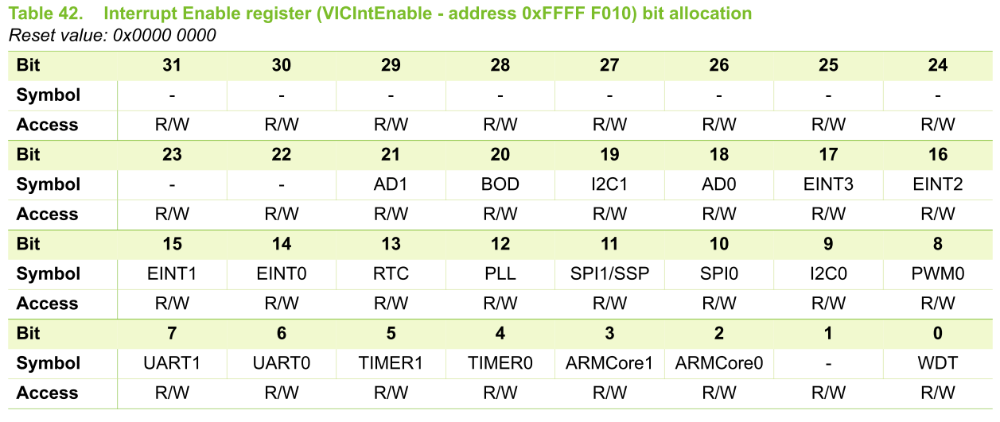 Table 42. Interrupt Enable register (VICIntEnable - address 0xFFFF F010) bit allocation
Reset value: 0x0000 0000
Bit 31 30 29 28 27 26 25 24
Symbol - - - - - - - -
Access R/W R/W R/W R/W R/W R/W R/W R/W
Bit 23 22 21 20 19 18 17 16
Symbol - - AD1 BOD I2C1 AD0 EINT3 EINT2
Access R/W R/W R/W R/W R/W R/W R/W R/W
Bit 15 14 13 12 11 10 9 8
Symbol EINT1 EINT0 RTC PLL SPI1/SSP SPI0 I2C0 PWM0
Access R/W R/W R/W R/W R/W R/W R/W R/W
Bit 7 6 5 4 3 2 1 0
Symbol UART1 UART0 TIMER1 TIMER0 ARMCore1 ARMCore0 - WDT
Access R/W R/W R/W R/W R/W R/W R/W R/W